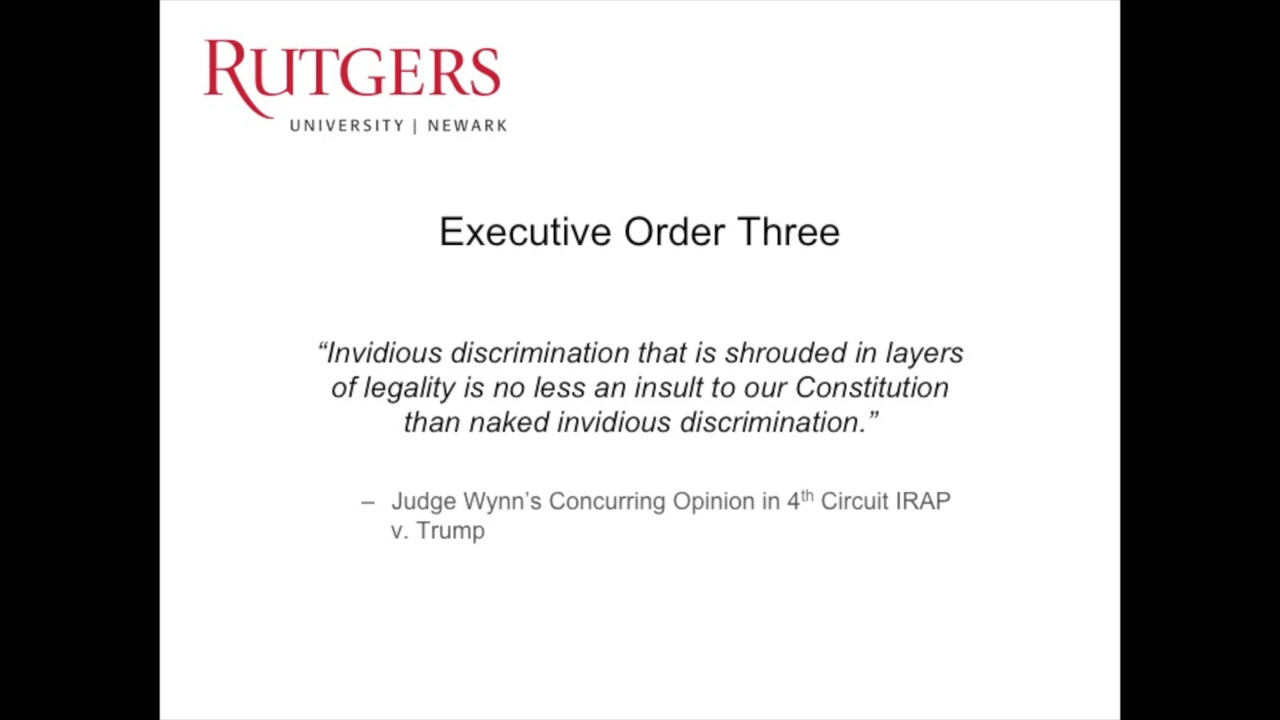 RUTGERS
UNIVERSITY | NEWARK
Executive Order Three
“Invidious discrimination that is shrouded in layers
of legality is no less an insult to our Constitution
than naked invidious discrimination.”
– Judge Wynn’s Concurring Opinion in 4th Circuit IRAP
v. Trump